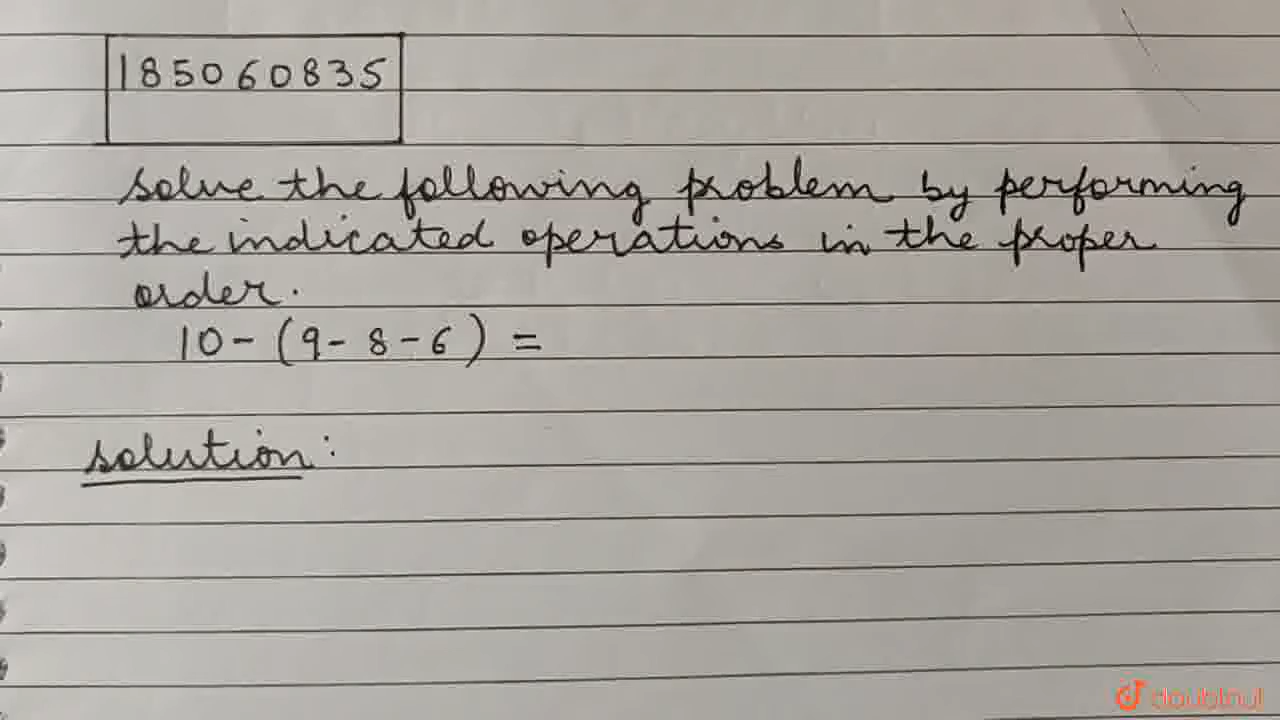 185060835
solve the following problem by performing
the indicated operations in the proper
order.
10-(9-8-6) =
solution:
doubtnut